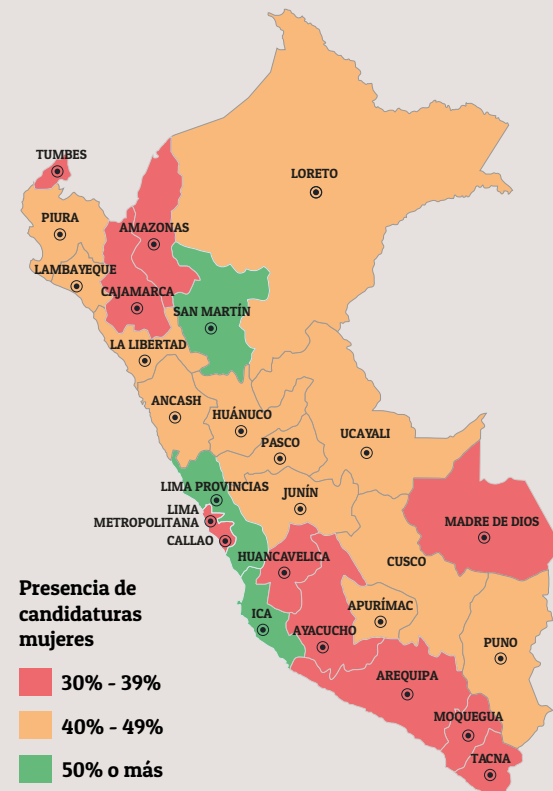 TUMBES
LORETO
PIURA
AMAZONAS
LAMBAYEQUE
CAJAMARCA
SAN MARTÍN
LA LIBERTAD
ANCASH
HUÁNUCO
UCAYALI
PASCO
LIMA PROVINCIAS
JUNÍN
LIMA
METROPOLITANA
MADRE DE DIOS
CALLAO
HUANCAVELICA
CUSCO
APURÍMAC
ICA
AYACUCHO
PUNO
AREQUIPA
MOQUEGUA
TACNA
Presencia de
candidaturas
mujeres
30% - 39%
40% - 49%
50% o más